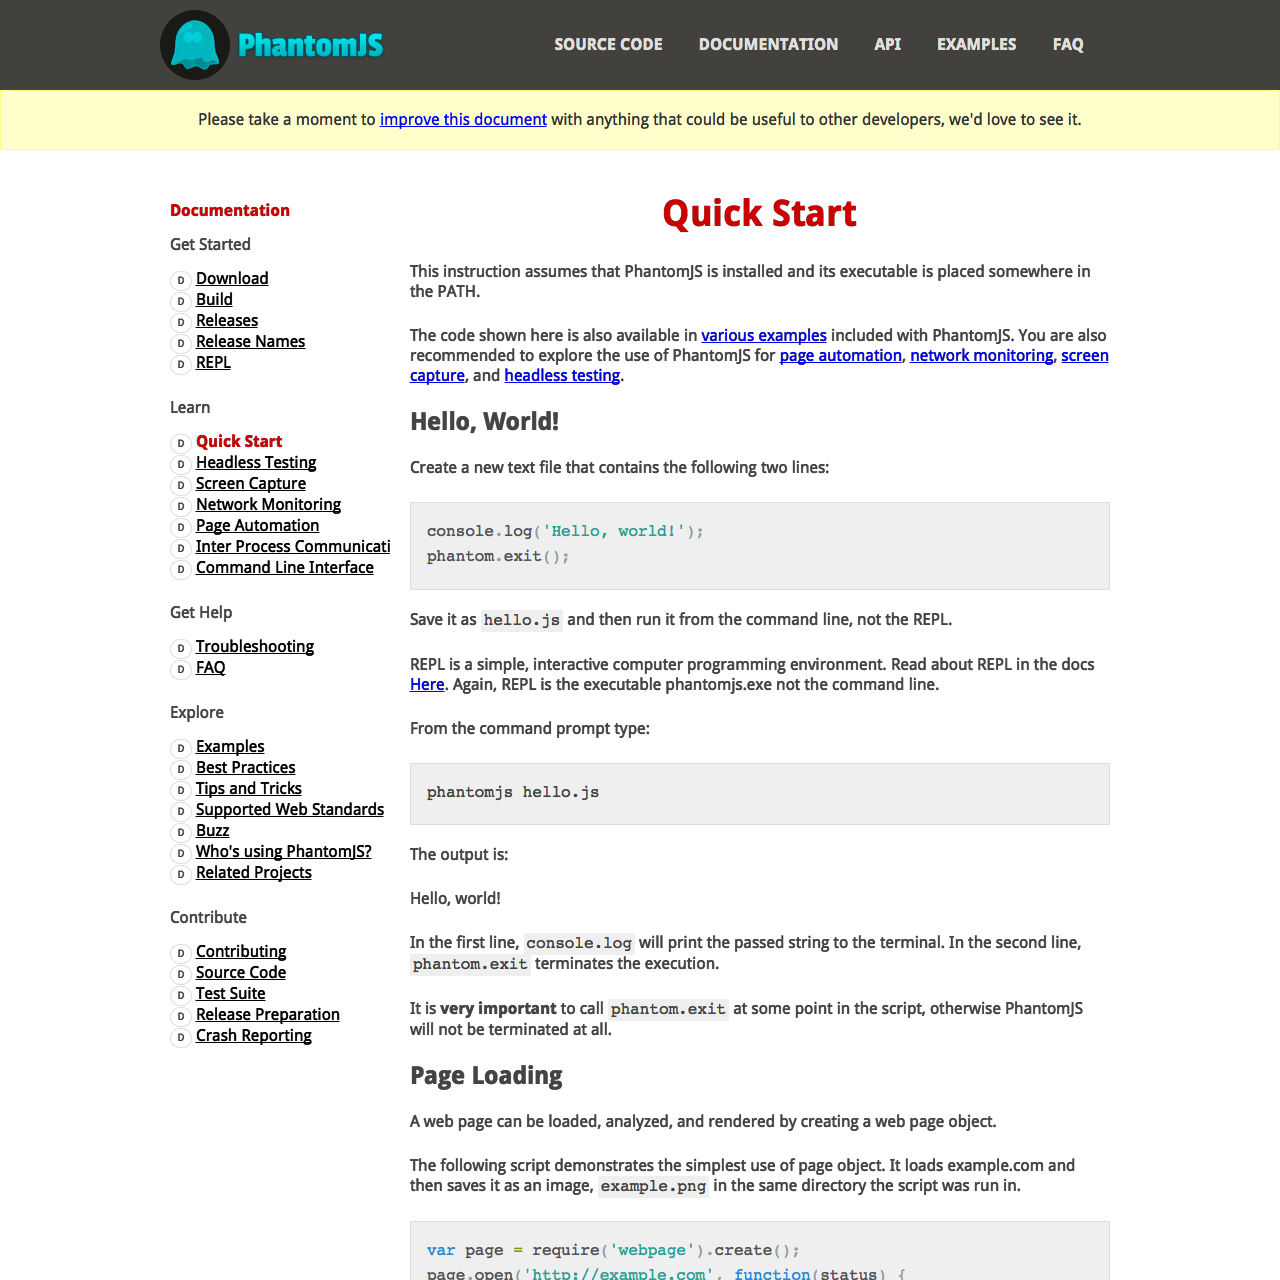 PhantomJS
SOURCE CODE DOCUMENTATION API EXAMPLES FAQ
Please take a moment to improve this document with anything that could be useful to other developers, we'd love to see it.
Documentation
Get Started
D Download
D Build
D Releases
D Release Names
D REPL
Learn
D Quick Start
D Headless Testing
D Screen Capture
D Network Monitoring
D Page Automation
D Inter Process Communicati
D Command Line Interface
Get Help
D Troubleshooting
D FAQ
Explore
D Examples
D Best Practices
D Tips and Tricks
D Supported Web Standards
D Buzz
D Who's using PhantomJS?
D Related Projects
Contribute
D Contributing
D Source Code
D Test Suite
D Release Preparation
D Crash Reporting
Quick Start
This instruction assumes that PhantomJS is installed and its executable is placed somewhere in
the PATH.
The code shown here is also available in various examples included with PhantomJS. You are also
recommended to explore the use of PhantomJS for page automation, network monitoring, screen
capture, and headless testing.
Hello, World!
Create a new text file that contains the following two lines:
console.log('Hello, world!');
phantom.exit();
Save it as hello.js and then run it from the command line, not the REPL.
REPL is a simple, interactive computer programming environment. Read about REPL in the docs
Here. Again, REPL is the executable phantomjs.exe not the command line.
From the command prompt type:
phantomjs hello.js
The output is:
Hello, world!
In the first line, console.log will print the passed string to the terminal. In the second line,
phantom.exit terminates the execution.
It is very important to call phantom.exit at some point in the script, otherwise PhantomJS
will not be terminated at all.
Page Loading
A web page can be loaded, analyzed, and rendered by creating a web page object.
The following script demonstrates the simplest use of page object. It loads example.com and
then saves it as an image, example.png in the same directory the script was run in.
var page = require('webpage').create();
page.open('http://example.com', function(status) {